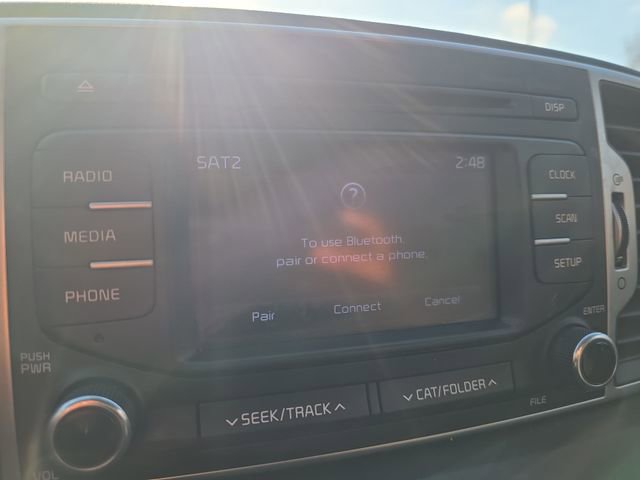 DISP
SAT2
2:48
RADIO
CLOCK
MEDIA
?
To use Bluetooth,
pair or connect a phone.
SCAN
PHONE
SETUP
Pair
Connect
Cancel
PUSH
PWR
ENTER
SEEK/TRACK
CAT/FOLDER
FILE
VOL